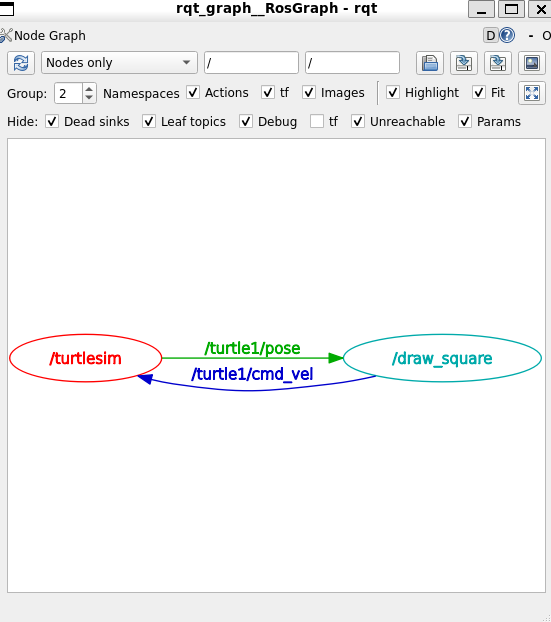 rqt_graph__RosGraph - rqt
Node Graph D ? - O
Nodes only / /
Group: 2 Namespaces Actions tf Images Highlight Fit
Hide: Dead sinks Leaf topics Debug tf Unreachable Params
/turtle1/pose
/turtlesim /draw_square
/turtle1/cmd_vel